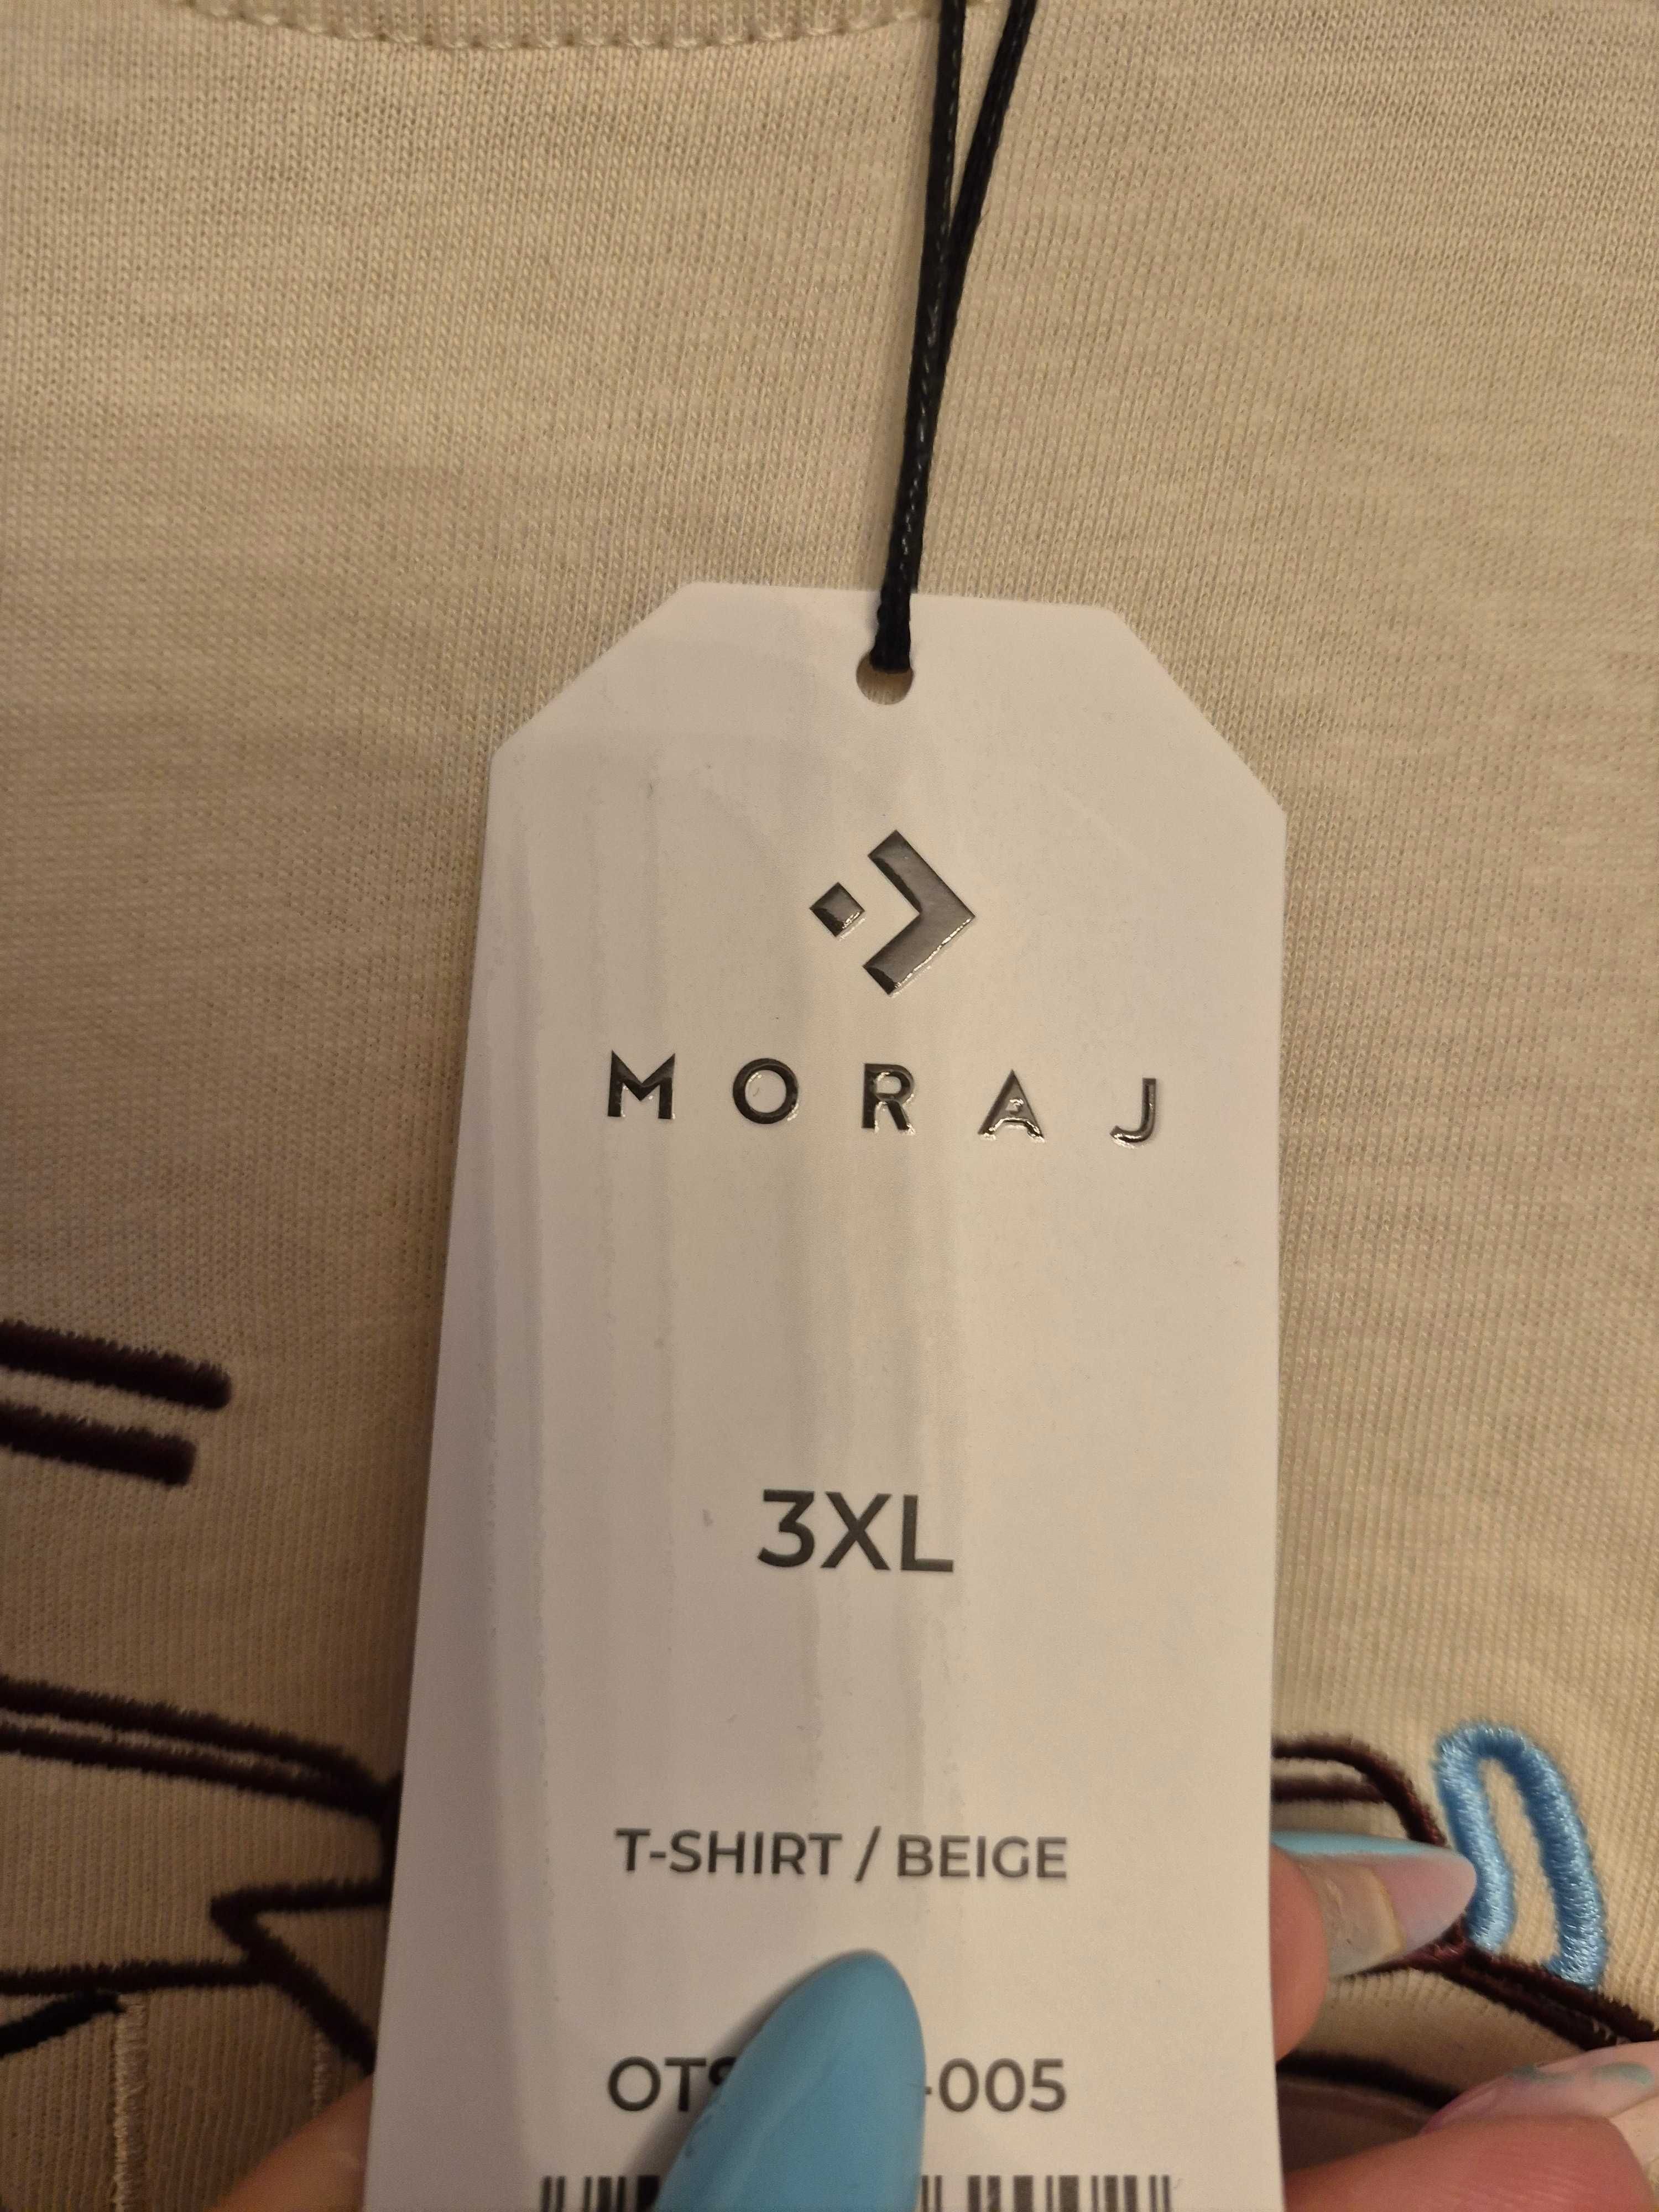 MORAJ
3XL
T-SHIRT / BEIGE
-005